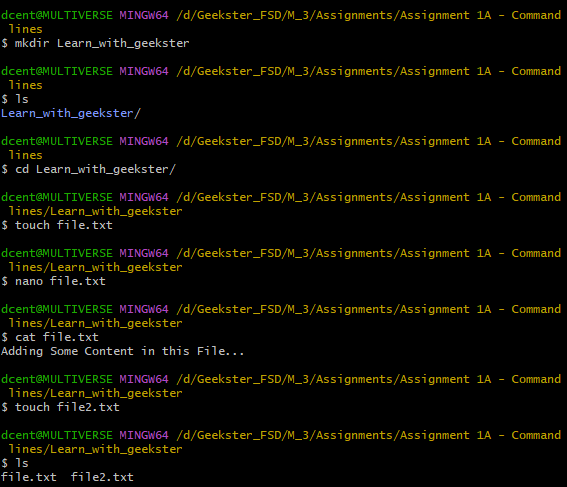 dcent@MULTIVERSE MINGW64 /d/Geekster_FSD/M_3/Assignments/Assignment 1A - Command
lines
$ mkdir Learn_with_geekster
dcent@MULTIVERSE MINGW64 /d/Geekster_FSD/M_3/Assignments/Assignment 1A - Command
lines
$ ls
Learn_with_geekster/
dcent@MULTIVERSE MINGW64 /d/Geekster_FSD/M_3/Assignments/Assignment 1A - Command
lines
$ cd Learn_with_geekster/
dcent@MULTIVERSE MINGW64 /d/Geekster_FSD/M_3/Assignments/Assignment 1A - Command
lines/Learn_with_geekster
$ touch file.txt
dcent@MULTIVERSE MINGW64 /d/Geekster_FSD/M_3/Assignments/Assignment 1A - Command
lines/Learn_with_geekster
$ nano file.txt
dcent@MULTIVERSE MINGW64 /d/Geekster_FSD/M_3/Assignments/Assignment 1A - Command
lines/Learn_with_geekster
$ cat file.txt
Adding Some Content in this File...
dcent@MULTIVERSE MINGW64 /d/Geekster_FSD/M_3/Assignments/Assignment 1A - Command
lines/Learn_with_geekster
$ touch file2.txt
dcent@MULTIVERSE MINGW64 /d/Geekster_FSD/M_3/Assignments/Assignment 1A - Command
lines/Learn_with_geekster
$ ls
file.txt  file2.txt